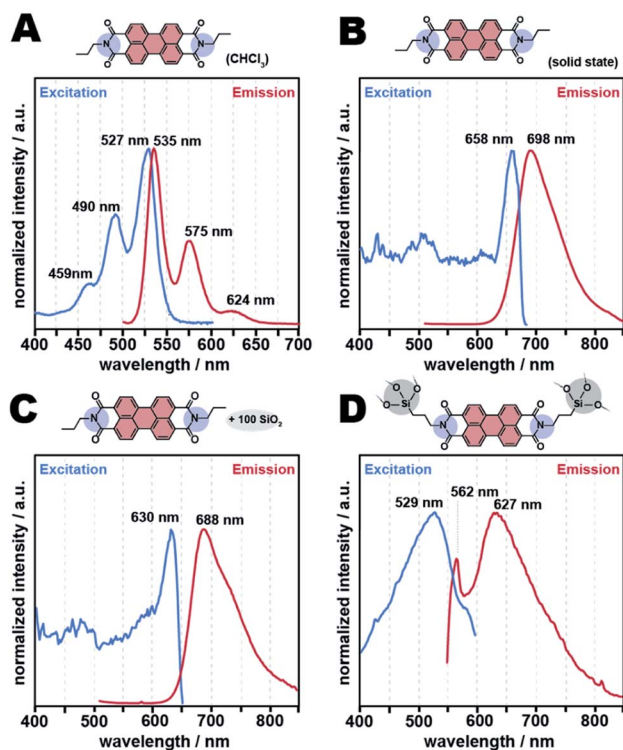 A
O
O
N
N
O
O
(CHCl₃)
Excitation
Emission
527 nm
535 nm
490 nm
575 nm
459nm
624 nm
normalized intensity / a.u.
400 450 500 550 600 650 700
wavelength / nm
B
O
O
N
N
O
O
(solid state)
Excitation
Emission
658 nm
698 nm
normalized intensity / a.u.
400 500 600 700 800
wavelength / nm
C
O
O
N
N
O
O
+ 100 SiO₂
Excitation
Emission
630 nm
688 nm
normalized intensity / a.u.
400 500 600 700 800
wavelength / nm
D
O
O
Si
O
O
O
Si
O
O
O
N
N
O
O
Excitation
Emission
529 nm
562 nm
627 nm
normalized intensity / a.u.
400 500 600 700 800
wavelength / nm